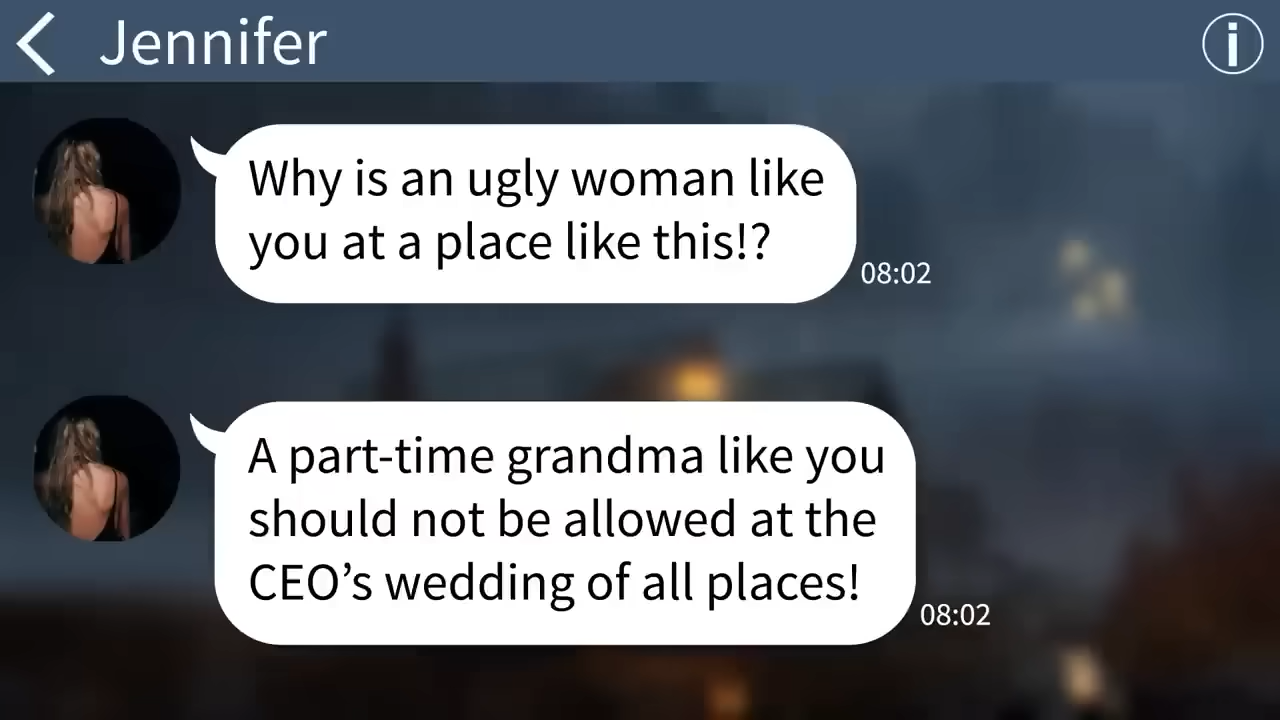 Jennifer
Why is an ugly woman like
you at a place like this!?
08:02
A part-time grandma like you
should not be allowed at the
CEO’s wedding of all places!
08:02